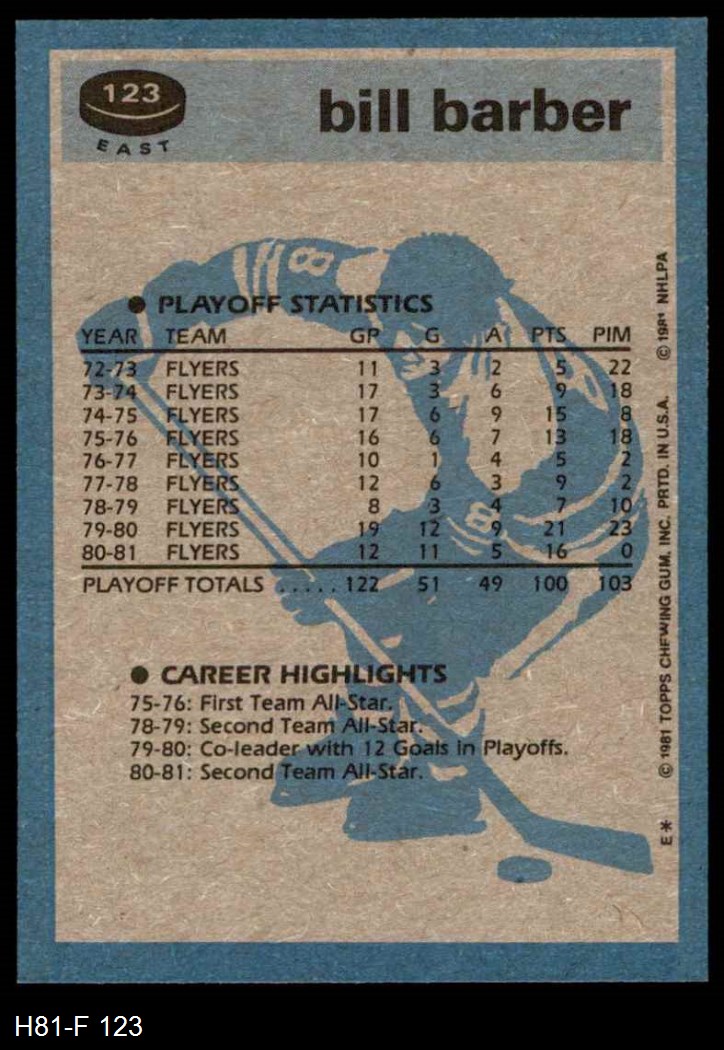 123
EAST
bill barber
● PLAYOFF STATISTICS
YEAR TEAM GP G A PTS PIM
72-73 FLYERS 11 3 2 5 22
73-74 FLYERS 17 3 6 9 18
74-75 FLYERS 17 6 9 15 8
75-76 FLYERS 16 6 7 13 18
76-77 FLYERS 10 1 4 5 2
77-78 FLYERS 12 6 3 9 2
78-79 FLYERS 8 3 4 7 10
79-80 FLYERS 19 12 9 21 23
80-81 FLYERS 12 11 5 16 0
PLAYOFF TOTALS ..... 122 51 49 100 103
● CAREER HIGHLIGHTS
75-76: First Team All-Star.
78-79: Second Team All-Star.
79-80: Co-leader with 12 Goals in Playoffs.
80-81: Second Team All-Star.
E* © 1981 TOPPS CHEWING GUM, INC. PRTD. IN U.S.A. © 1981 NHLPA
8
8
H81-F 123